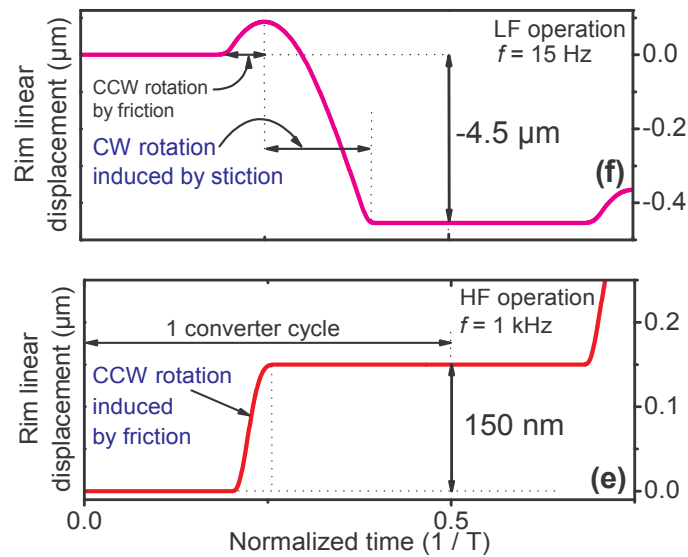 Rim linear
displacement (µm)
LF operation
f = 15 Hz
0.0
-0.2
-0.4
CCW rotation
by friction
CW rotation
induced by stiction
-4.5 µm
(f)
Rim linear
displacement (µm)
HF operation
f = 1 kHz
1 converter cycle
CCW rotation
induced
by friction
150 nm
0.2
0.1
0.0
(e)
0.0
0.5
Normalized time (1 / T)